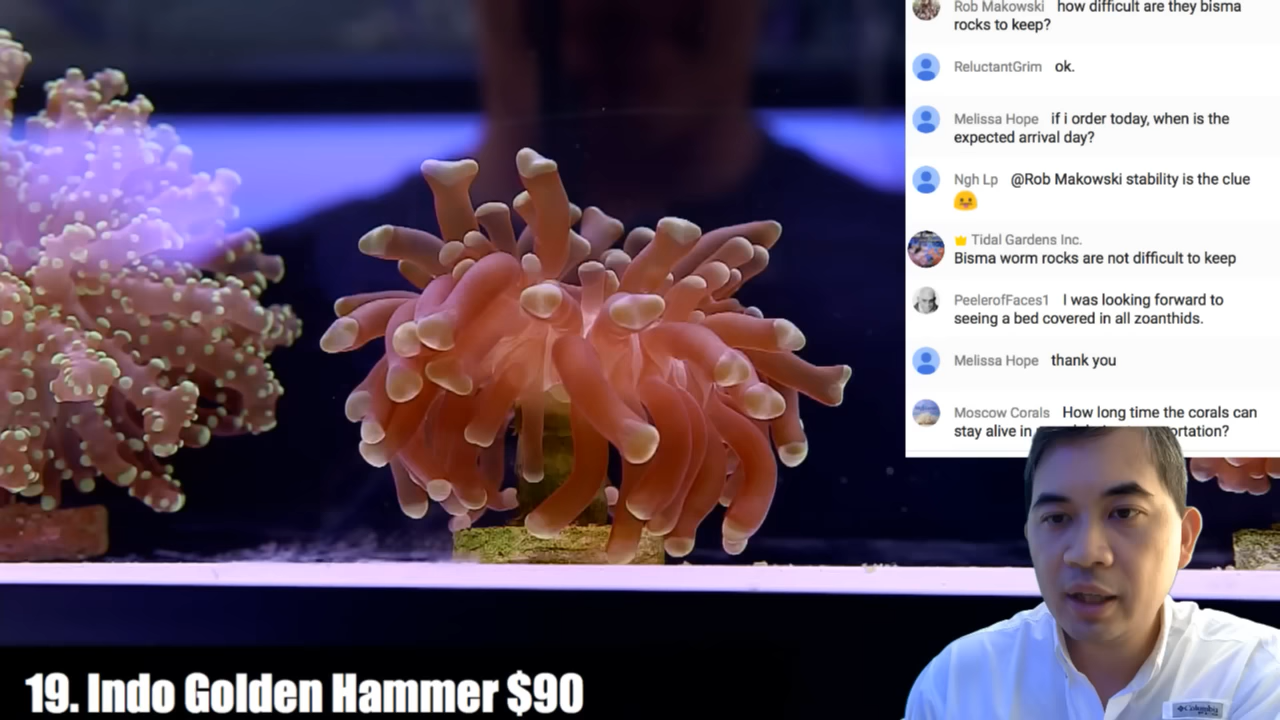 Rob Makowski how difficult are they bisma
rocks to keep?
ReluctantGrim ok.
Melissa Hope if i order today, when is the
expected arrival day?
Ngh Lp @Rob Makowski stability is the clue
Tidal Gardens Inc.
Bisma worm rocks are not difficult to keep
PeelerofFaces1 I was looking forward to
seeing a bed covered in all zoanthids.
Melissa Hope thank you
Moscow Corals How long time the corals can
stay alive in
19. Indo Golden Hammer $90
Columbia